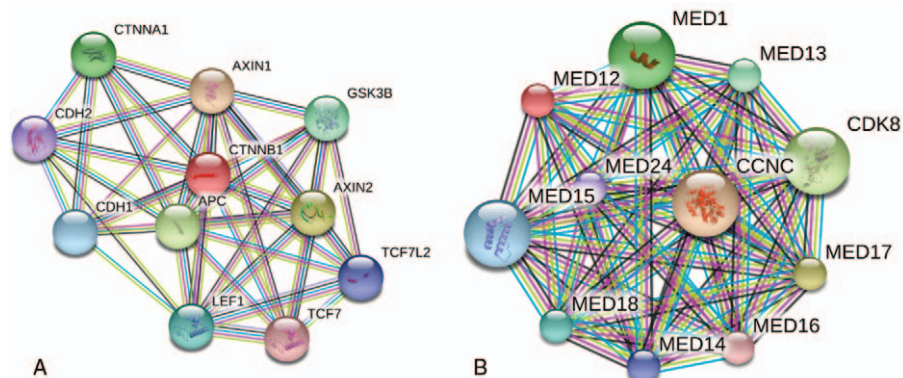 CTNNA1
AXIN1
GSK3B
CDH2
CTNNB1
AXIN2
CDH1
APC
TCF7L2
LEF1
TCF7
A
MED1
MED13
MED12
CDK8
MED24
CCNC
MED15
MED17
MED18
MED16
MED14
B